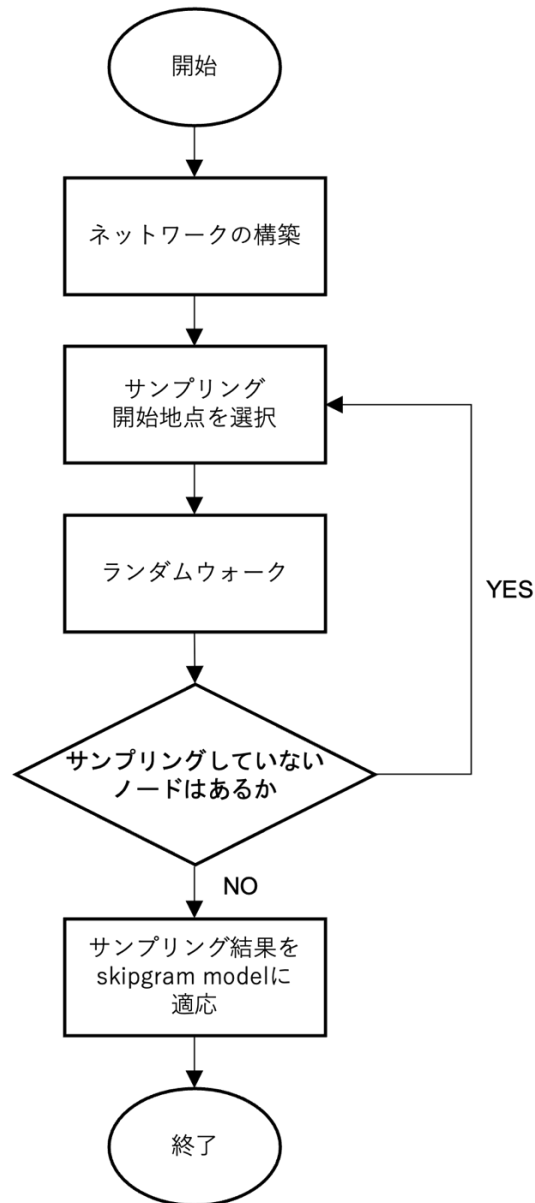 開始
ネットワークの構築
サンプリング
開始地点を選択
ランダムウォーク
YES
サンプリングしていない
ノードはあるか
NO
サンプリング結果を
skipgram modelに
適応
終了